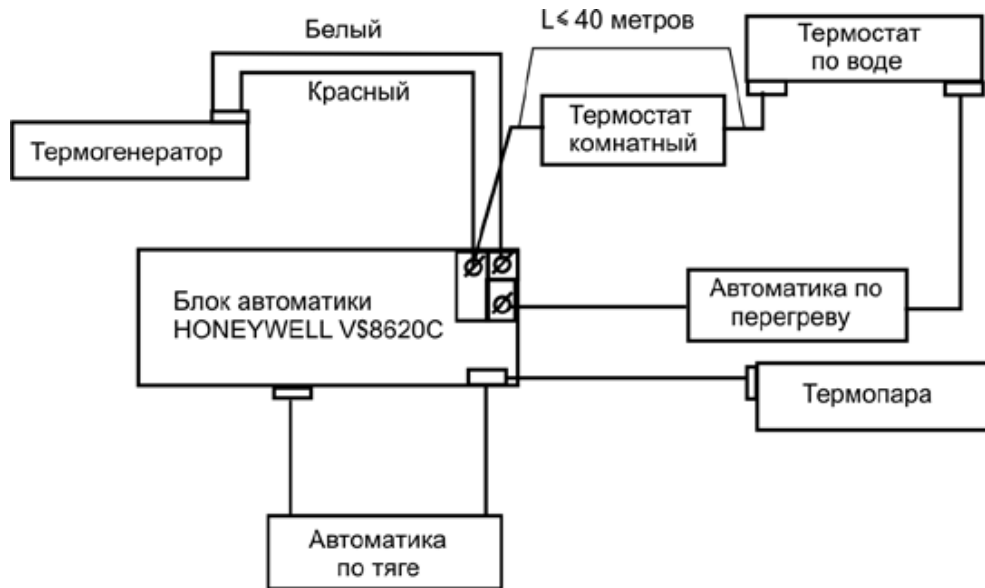 Белый
L≤ 40 метров
Термостат
по воде
Красный
Термостат
комнатный
Термогенератор
Блок автоматики
HONEYWELL VS8620C
Автоматика по
перегреву
Термопара
Автоматика
по тяге